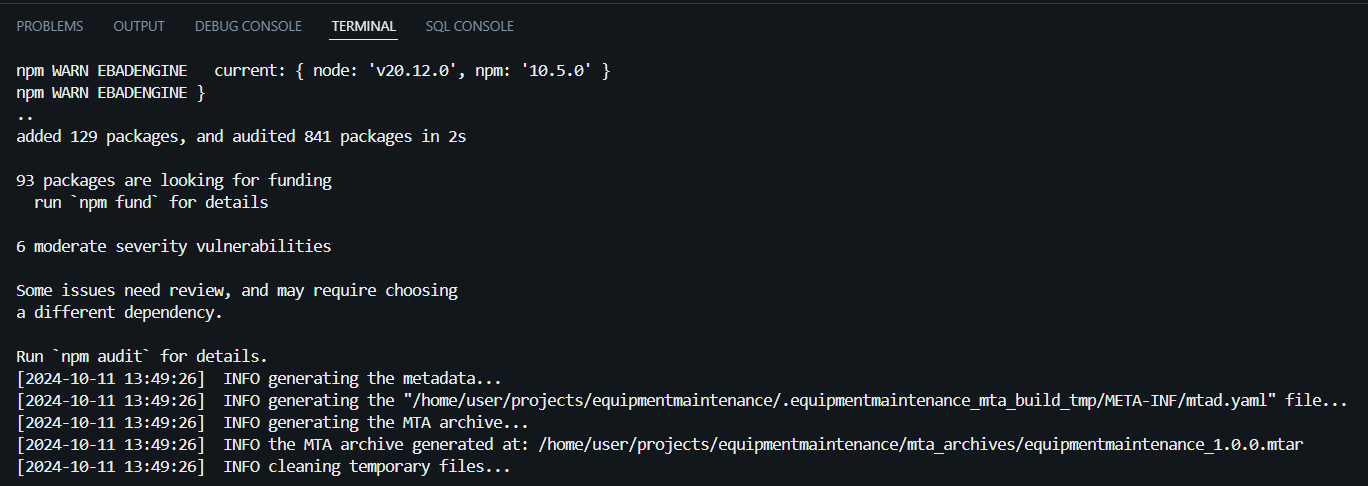 PROBLEMS OUTPUT DEBUG CONSOLE TERMINAL SQL CONSOLE
npm WARN EBADENGINE   current: { node: 'v20.12.0', npm: '10.5.0' }
npm WARN EBADENGINE }
..
added 129 packages, and audited 841 packages in 2s
93 packages are looking for funding
  run `npm fund` for details
6 moderate severity vulnerabilities
Some issues need review, and may require choosing
a different dependency.
Run `npm audit` for details.
[2024-10-11 13:49:26]  INFO generating the metadata...
[2024-10-11 13:49:26]  INFO generating the "/home/user/projects/equipmentmaintenance/.equipmentmaintenance_mta_build_tmp/META-INF/mtad.yaml" file...
[2024-10-11 13:49:26]  INFO generating the MTA archive...
[2024-10-11 13:49:26]  INFO the MTA archive generated at: /home/user/projects/equipmentmaintenance/mta_archives/equipmentmaintenance_1.0.0.mtar
[2024-10-11 13:49:26]  INFO cleaning temporary files...